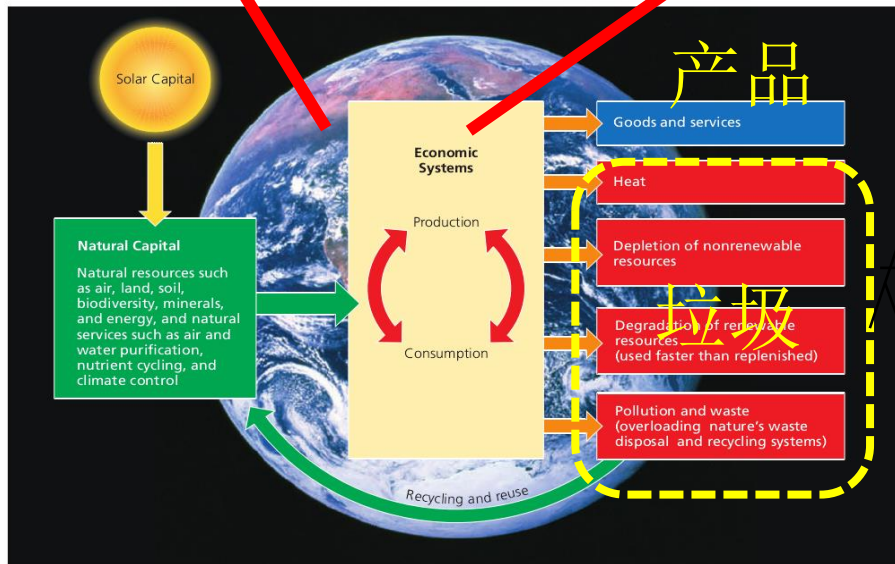 Solar Capital
Natural Capital
Natural resources such
as air, land, soil,
biodiversity, minerals,
and energy, and natural
services such as air and
water purification,
nutrient cycling, and
climate control
Economic
Systems
Production
Consumption
产品
Goods and services
Heat
Depletion of nonrenewable
resources
垃圾
Degradation of renewable
resources
(used faster than replenished)
Pollution and waste
(overloading nature's waste
disposal and recycling systems)
Recycling and reuse